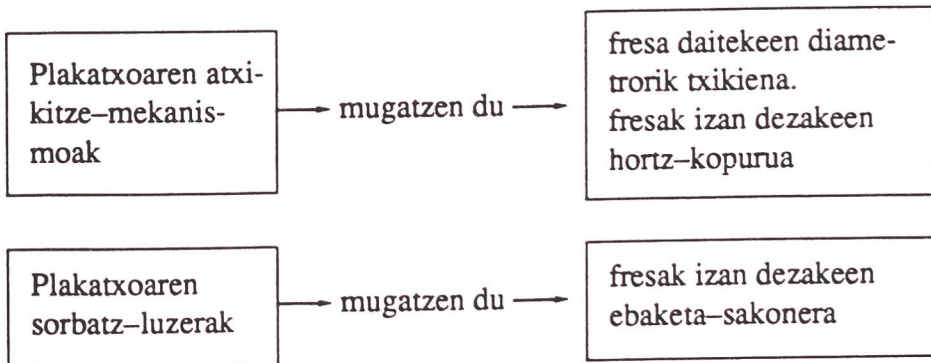 Plakatxoaren atxi-
kitze–mekanis-
moak
mugatzen du
fresa daitekeen diame-
trorik txikiena.
fresak izan dezakeen
hortz–kopurua
Plakatxoaren
sorbatz–luzerak
mugatzen du
fresak izan dezakeen
ebaketa–sakonera